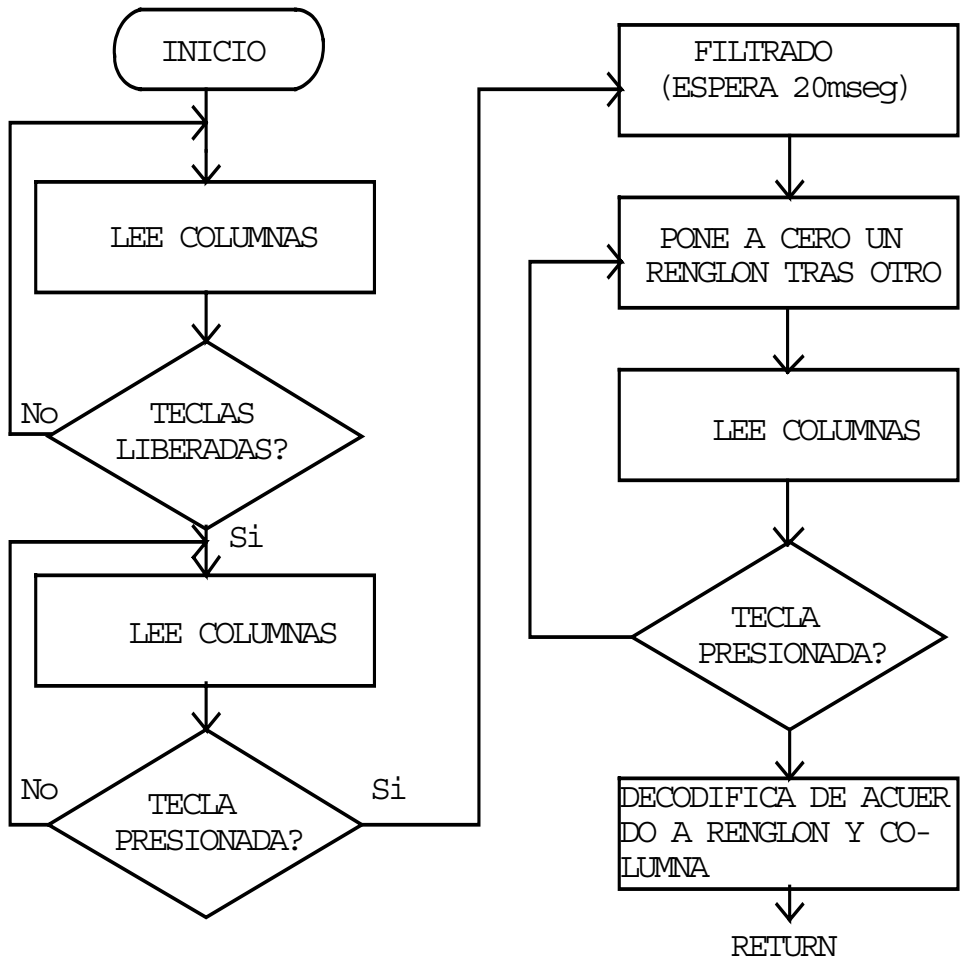 INICIO
LEE COLUMNAS
No
TECLAS
LIBERADAS?
Si
LEE COLUMNAS
No
TECLA
PRESIONADA?
Si
FILTRADO
(ESPERA 20mseg)
PONE A CERO UN
RENGLON TRAS OTRO
LEE COLUMNAS
TECLA
PRESIONADA?
DECODIFICA DE ACUER
DO A RENGLON Y CO-
LUMNA
RETURN